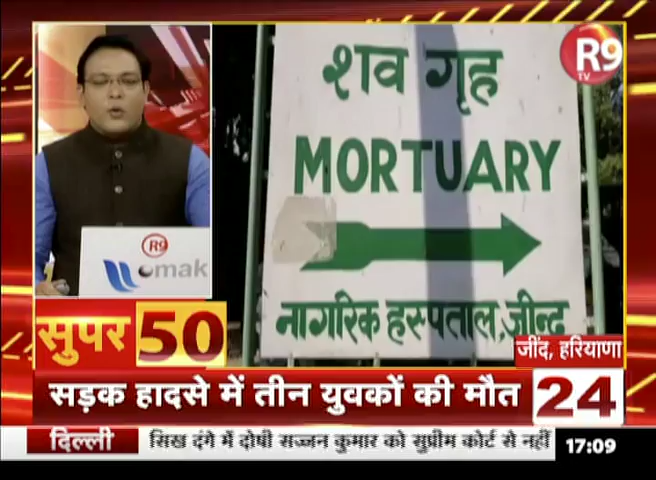 R9
TV
शव गृह
MORTUARY
नागरिक हस्पताल, जीन्द
R9
omak
सुपर 50
जींद, हरियाणा
सड़क हादसे में तीन युवकों की मौत
24
दिल्ली
सिख दंगे में दोषी सज्जन कुमार को सुप्रीम कोर्ट से नहीं
17:09